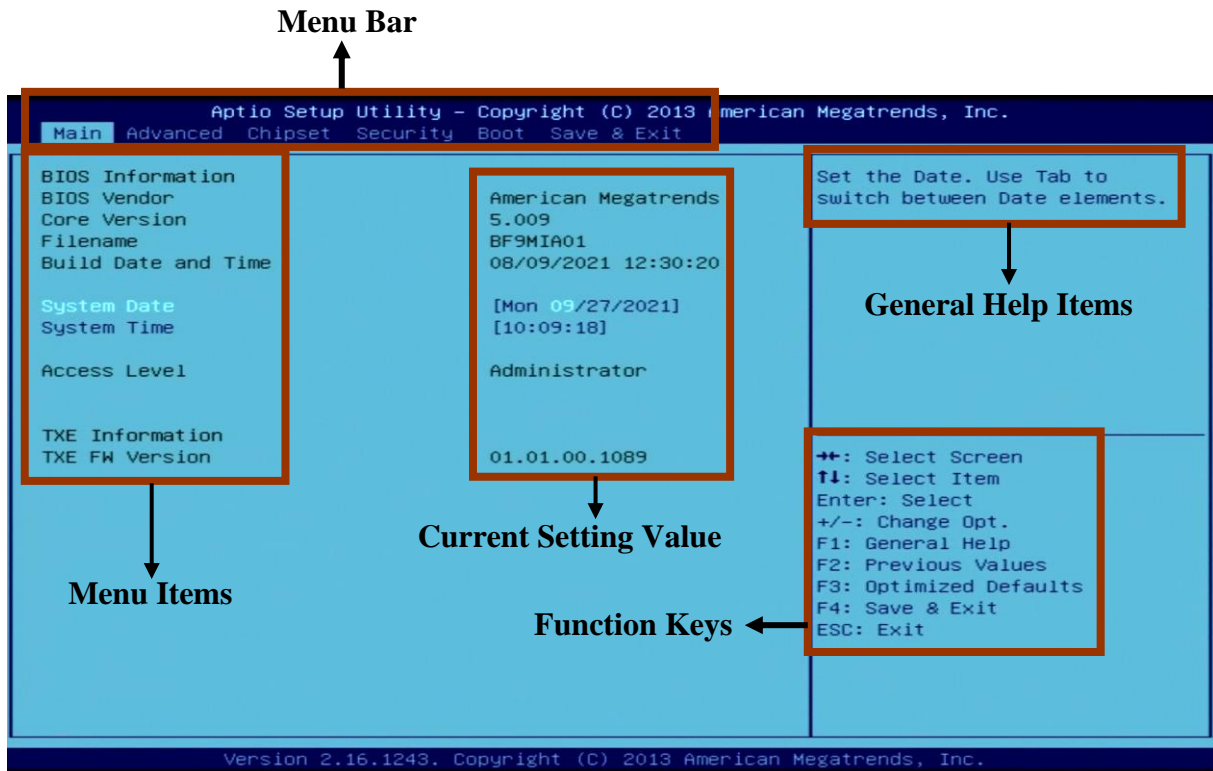 Menu Bar
Aptio Setup Utility – Copyright (C) 2013 American Megatrends, Inc.
Main Advanced Chipset Security Boot Save & Exit
BIOS Information
BIOS Vendor American Megatrends
Core Version 5.009
Filename BF9MIA01
Build Date and Time 08/09/2021 12:30:20
System Date [Mon 09/27/2021]
System Time [10:09:18]
Access Level Administrator
TXE Information
TXE FW Version 01.01.00.1089
Set the Date. Use Tab to
switch between Date elements.
General Help Items
→←: Select Screen
↑↓: Select Item
Enter: Select
+/-: Change Opt.
F1: General Help
F2: Previous Values
F3: Optimized Defaults
F4: Save & Exit
ESC: Exit
Current Setting Value
Menu Items
Function Keys
Version 2.16.1243. Copyright (C) 2013 American Megatrends, Inc.